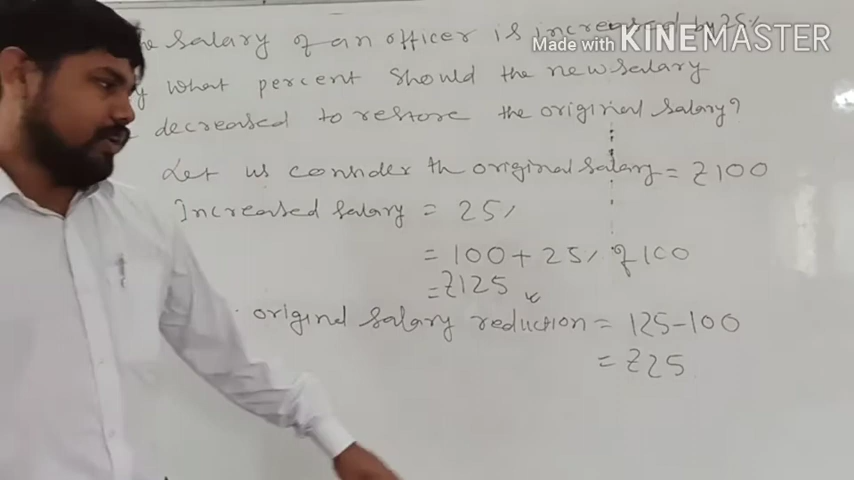 salary of an officer is increased by 25%
Made with KINEMASTER
what percent should the new salary
decreased to restore the original salary?
Let us consider th original salary = ₹100
Increased salary = 25%
= 100 + 25% of 100
= ₹125
original salary reduction = 125-100
= ₹25